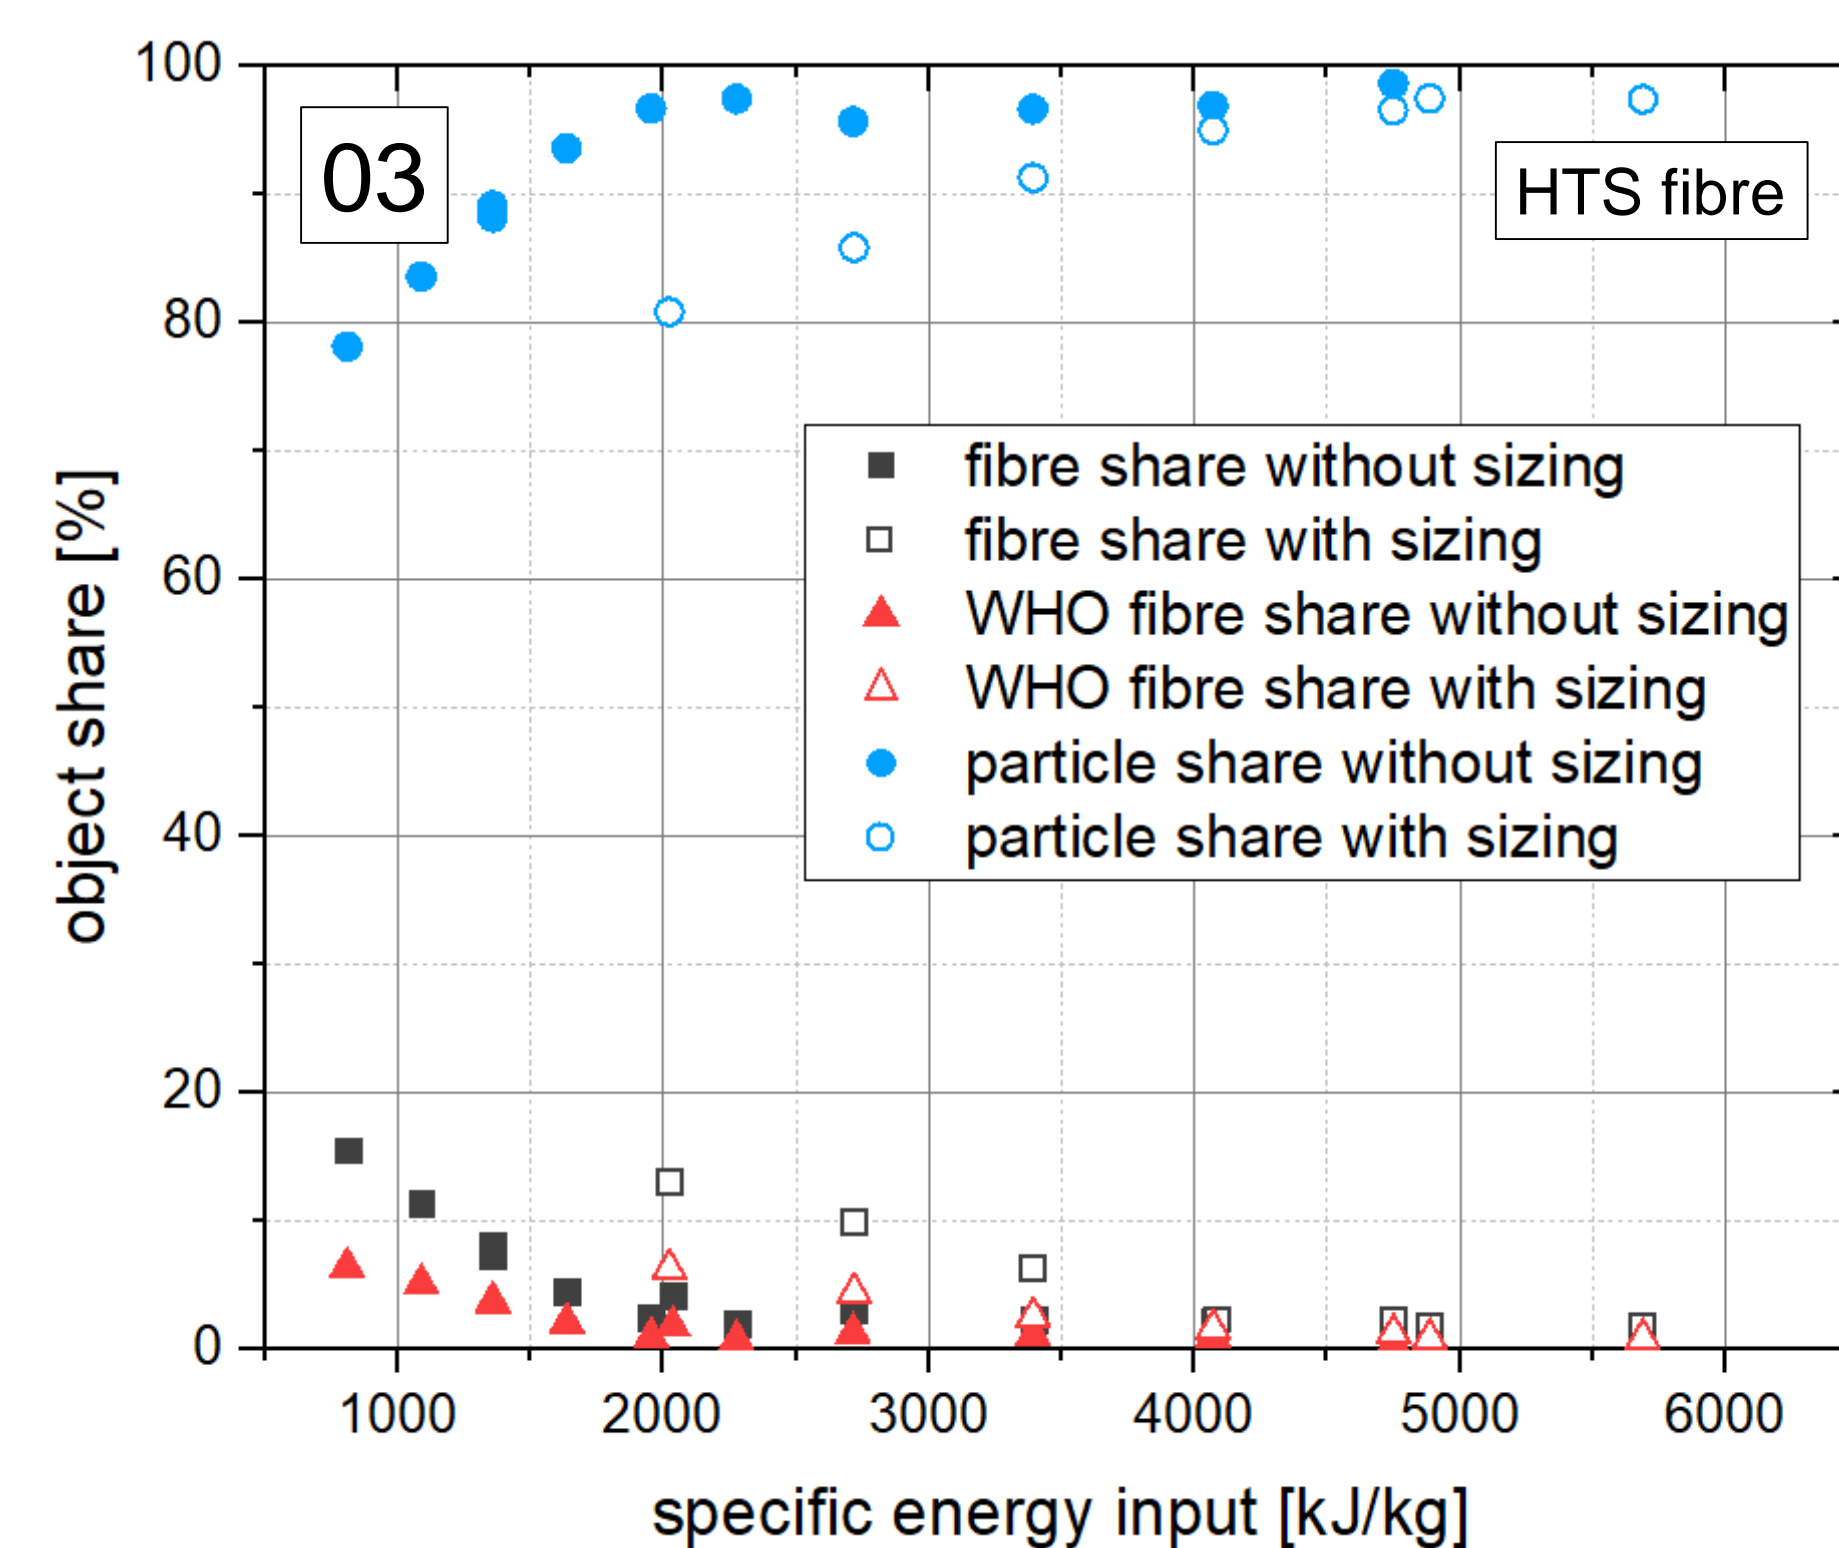 100
80
60
40
20
0
object share [%]
03
HTS fibre
fibre share without sizing
fibre share with sizing
WHO fibre share without sizing
WHO fibre share with sizing
particle share without sizing
particle share with sizing
1000 2000 3000 4000 5000 6000
specific energy input [kJ/kg]